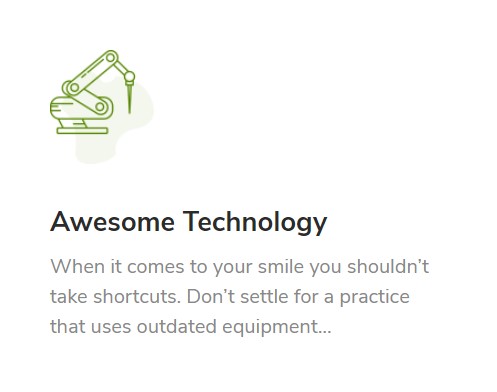 Awesome Technology
When it comes to your smile you shouldn’t
take shortcuts. Don’t settle for a practice
that uses outdated equipment...